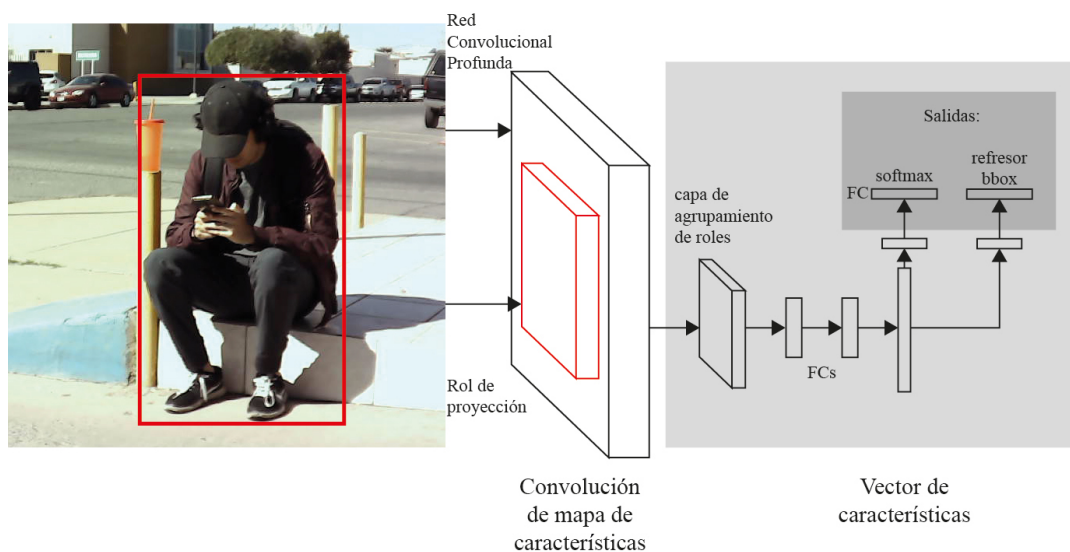 Red
Convolucional
Profunda
Rol de
proyección
Convolución
de mapa de
características
capa de
agrupamiento
de roles
FCs
Salidas:
FC
softmax
refresor
bbox
Vector de
características